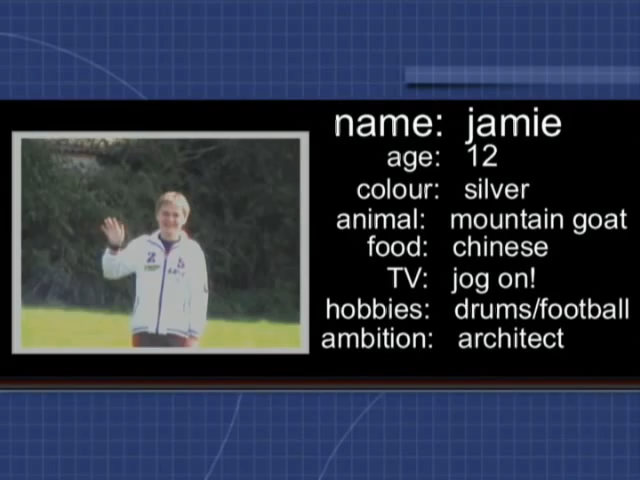 name: jamie
age: 12
colour: silver
animal: mountain goat
food: chinese
TV: jog on!
hobbies: drums/football
ambition: architect